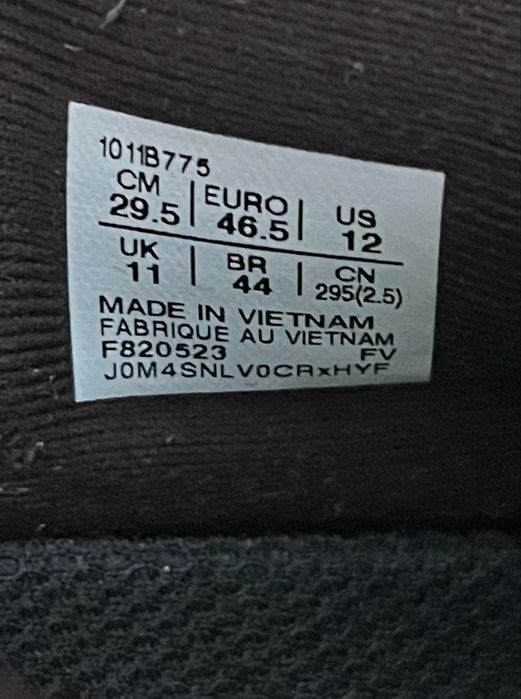 1011B775
CM | EURO | US
29.5 | 46.5 | 12
UK | BR | CN
11 | 44 | 295(2.5)
MADE IN VIETNAM
FABRIQUE AU VIETNAM
F820523 FV
J0M4SNLV0CRxHYF